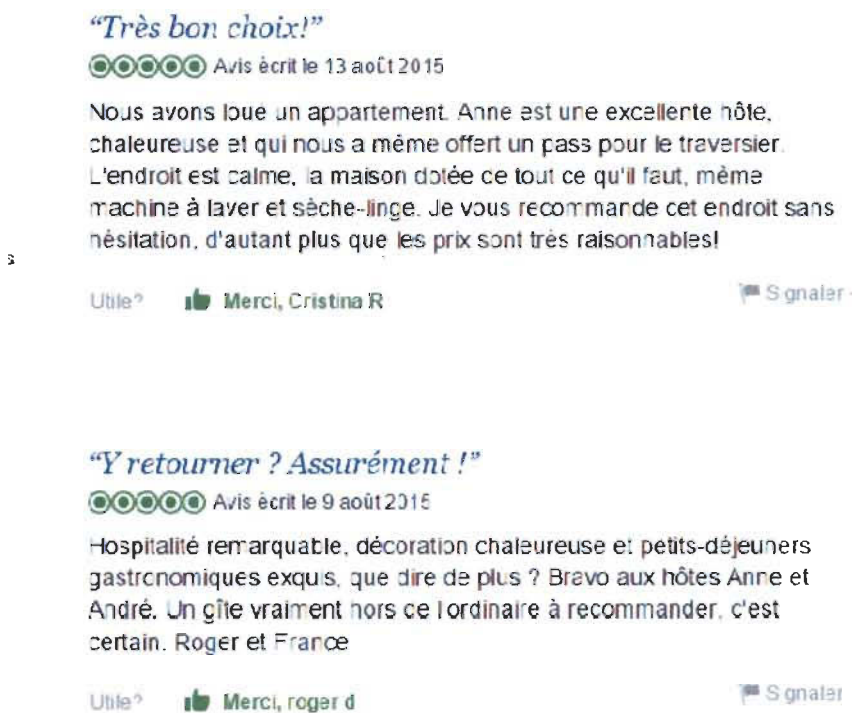 “Très bon choix!”
Avis écrit le 13 août 2015
Nous avons loué un appartement. Anne est une excellente hôte,
chaleureuse et qui nous a même offert un pass pour le traversier.
L'endroit est calme, la maison dotée de tout ce qu'il faut, même
machine à laver et sèche-linge. Je vous recommande cet endroit sans
hésitation, d'autant plus que les prix sont très raisonnables!
s
Utile? Merci, Cristina R Signaler
“Y retourner ? Assurément !”
Avis écrit le 9 août 2015
Hospitalité remarquable, décoration chaleureuse et petits-déjeuners
gastronomiques exquis, que dire de plus ? Bravo aux hôtes Anne et
André. Un gîte vraiment hors de l'ordinaire à recommander, c'est
certain. Roger et France
Utile? Merci, roger d Signaler